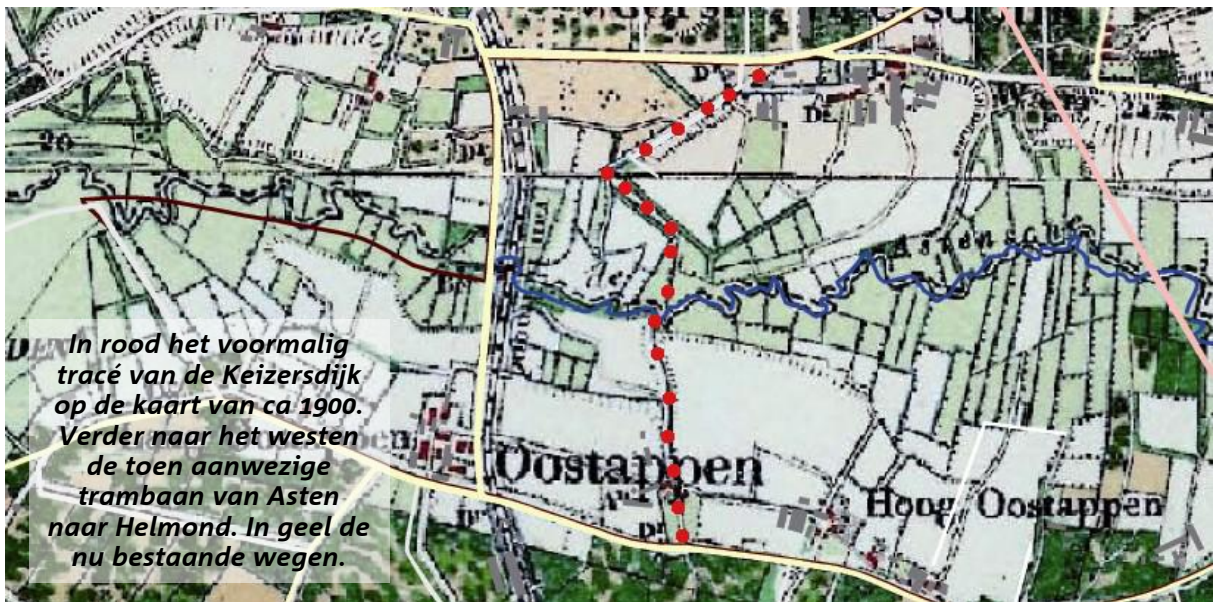 In rood het voormalig
tracé van de Keizersdijk
op de kaart van ca 1900.
Verder naar het westen
de toen aanwezige
trambaan van Asten
naar Helmond. In geel de
nu bestaande wegen.
Oostappen
Hoog Oostappen